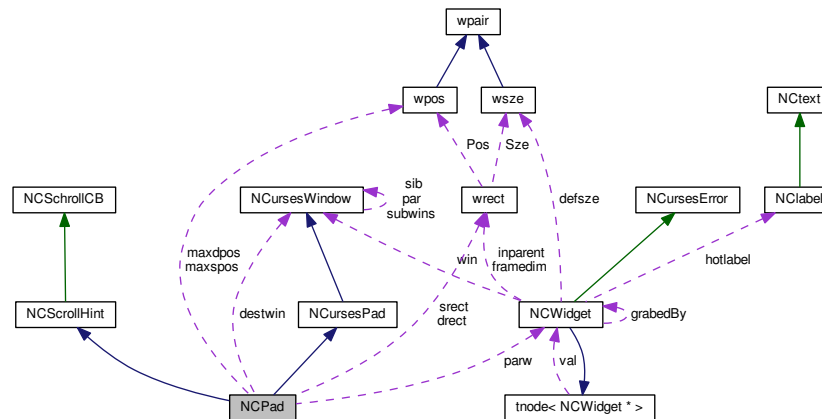 wpair
wpos
wsze
NCtext
Pos
Sze
NCSchrollCB
NCursesWindow
sib
par
subwins
wrect
defsze
NCursesError
NClabel
maxdpos
maxspos
win
inparent
framedim
hotlabel
NCScrollHint
destwin
NCursesPad
srect
drect
NCWidget
grabedBy
parw
val
NCPad
tnode< NCWidget * >